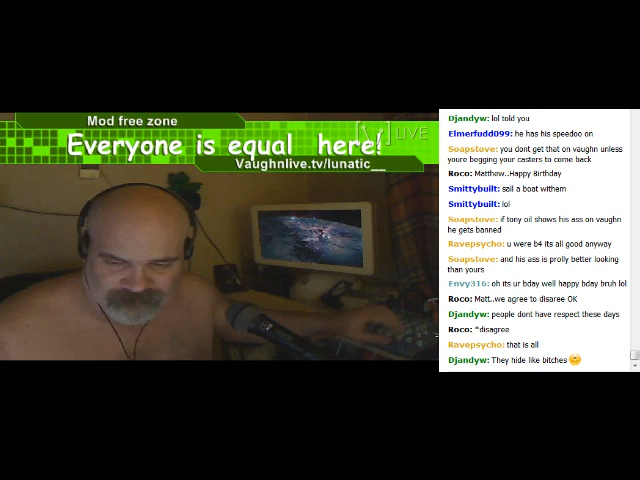 Mod free zone
Everyone is equal here!
[V] LIVE
Vaughnlive.tv/lunatic__
Djandyw: lol told you
Elmerfudd099: he has his speedoo on
Soapstove: you dont get that on vaughn unless
youre begging your casters to come back
Roco: Matthew..Happy Birthday
Smittybuilt: sail a boat withem
Smittybuilt: lol
Soapstove: if tony oil shows his ass on vaughn
he gets banned
Ravepsycho: u were b4 its all good anyway
Soapstove: and his ass is prolly better looking
than yours
Envy316: oh its ur bday well happy bday bruh lol
Roco: Matt..we agree to disaree OK
Djandyw: people dont have respect these days
Roco: *disagree
Ravepsycho: that is all
Djandyw: They hide like bitches